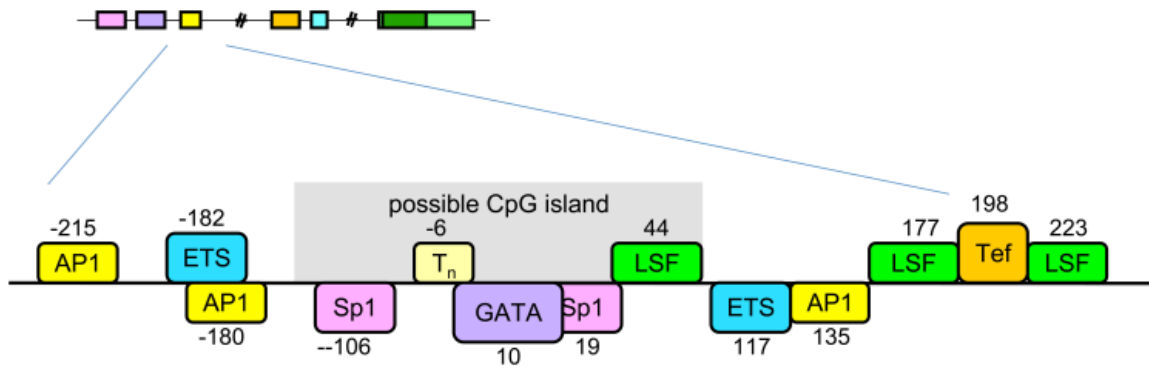 possible CpG island
-215
-182
-6
44
177
198
223
AP1
ETS
Tn
LSF
LSF
Tef
LSF
AP1
Sp1
GATA
Sp1
ETS
AP1
-180
--106
10
19
117
135